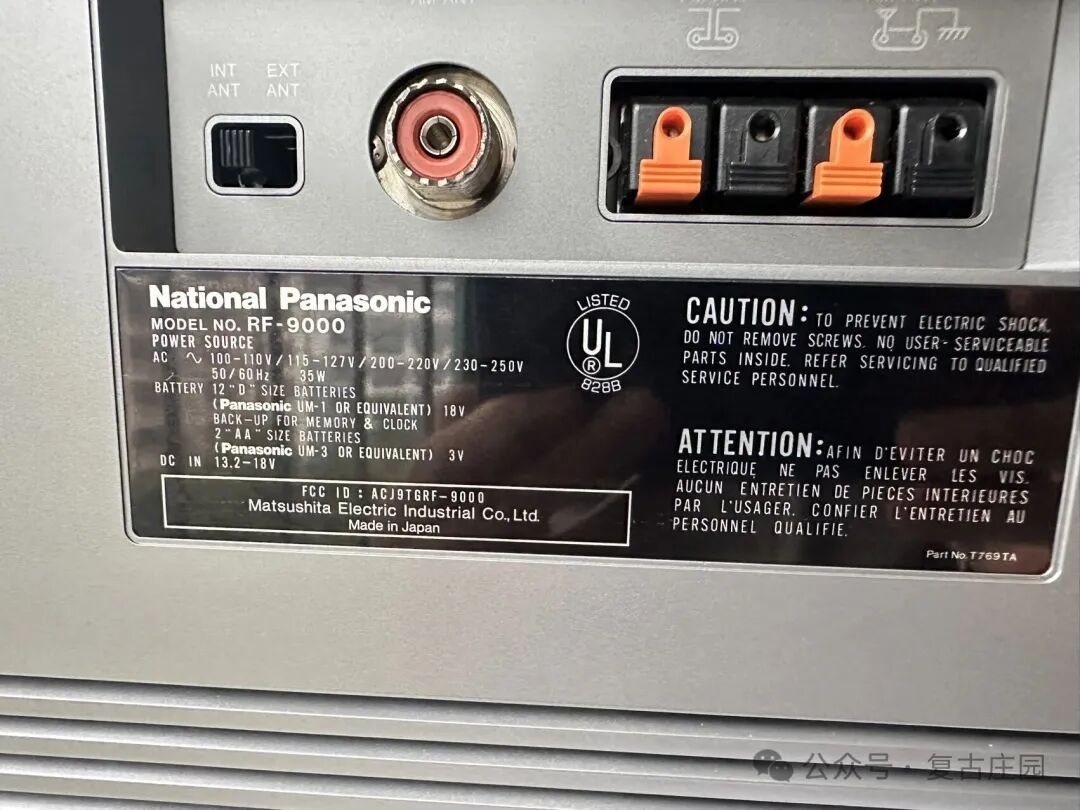 INT EXT
ANT ANT
National Panasonic
MODEL NO. RF-9000
POWER SOURCE
AC ∿ 100-110V/115-127V/200-220V/230-250V
50/60Hz 35W
BATTERY 12 "D" SIZE BATTERIES
(Panasonic UM-1 OR EQUIVALENT) 18V
BACK-UP FOR MEMORY & CLOCK
2 "AA" SIZE BATTERIES
(Panasonic UM-3 OR EQUIVALENT) 3V
DC IN 13.2-18V
FCC ID : ACJ9TGRF-9000
Matsushita Electric Industrial Co., Ltd.
Made in Japan
LISTED
UL
®
828B
CAUTION: TO PREVENT ELECTRIC SHOCK,
DO NOT REMOVE SCREWS. NO USER-SERVICEABLE
PARTS INSIDE. REFER SERVICING TO QUALIFIED
SERVICE PERSONNEL.
ATTENTION: AFIN D'EVITER UN CHOC
ELECTRIQUE NE PAS ENLEVER LES VIS.
AUCUN ENTRETIEN DE PIECES INTERIEURES
PAR L'USAGER. CONFIER L'ENTRETIEN AU
PERSONNEL QUALIFIE.
Part No. T769TA
公众号·复古庄园